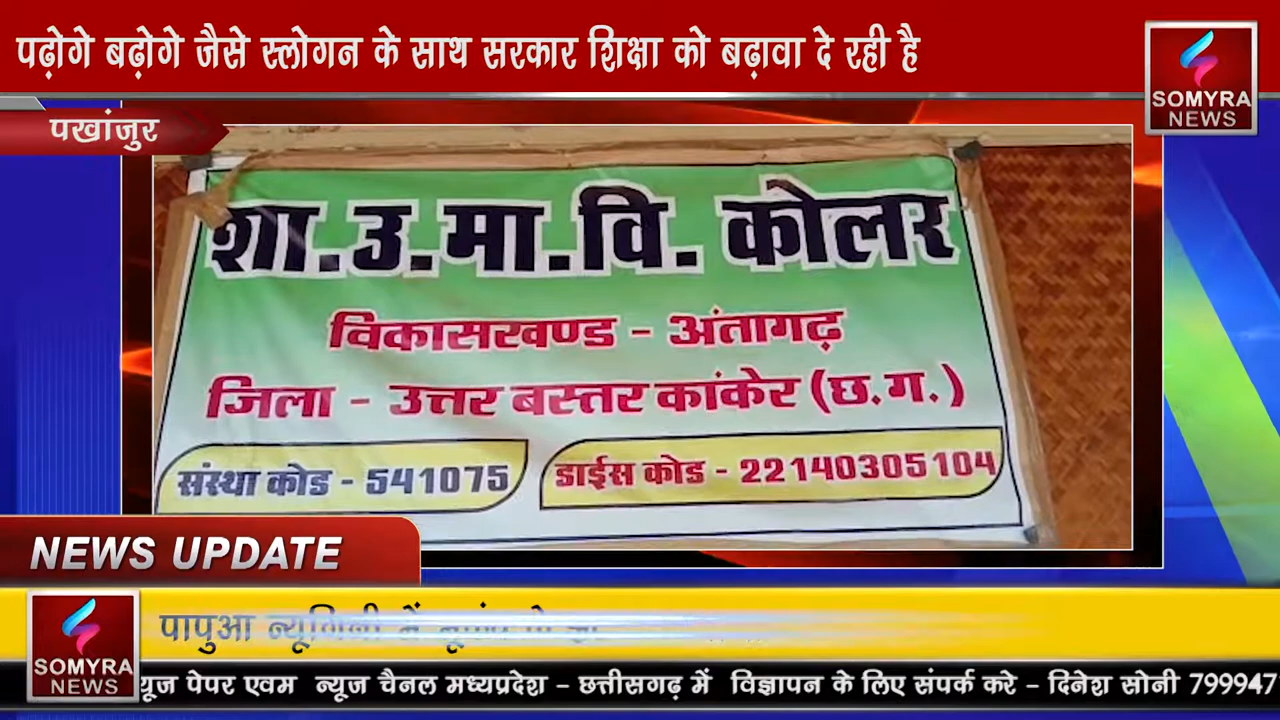 पढ़ोगे बढ़ोगे जैसे स्लोगन के साथ सरकार शिक्षा को बढ़ावा दे रही है
SOMYRA
NEWS
पखांजुर
शा.उ.मा.वि. कोलर
विकासखण्ड - अंतागढ़
जिला - उत्तर बस्तर कांकेर (छ.ग.)
संस्था कोड - 541075
डाईस कोड - 22140305104
NEWS UPDATE
पापुआ न्यूगिनी में
SOMYRA
NEWS
यूज पेपर एवम न्यूज चैनल मध्यप्रदेश - छत्तीसगढ़ में विज्ञापन के लिए संपर्क करे - दिनेश सोनी 799947